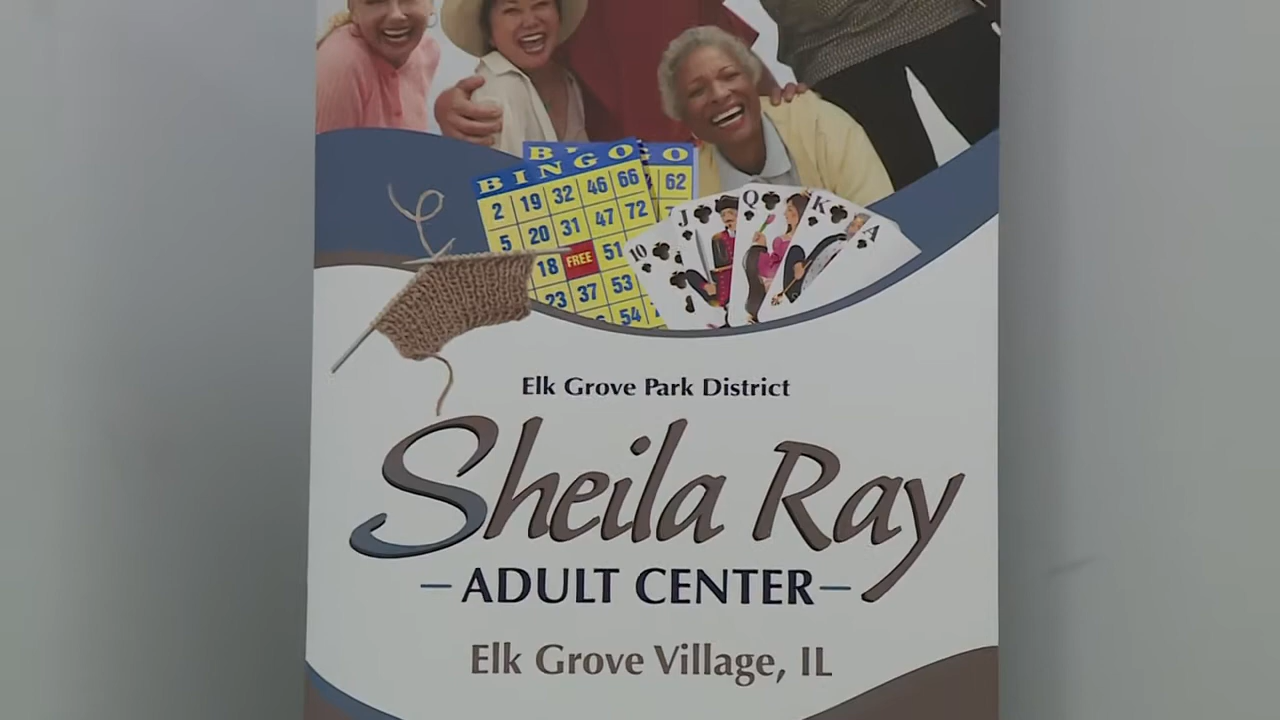 B O
B I N G O
G O
2 19 32 46 66
62
5 20 31 47 72
18 FREE 51
23 37 53
54
10 J Q K A
Elk Grove Park District
Sheila Ray
– ADULT CENTER –
Elk Grove Village, IL